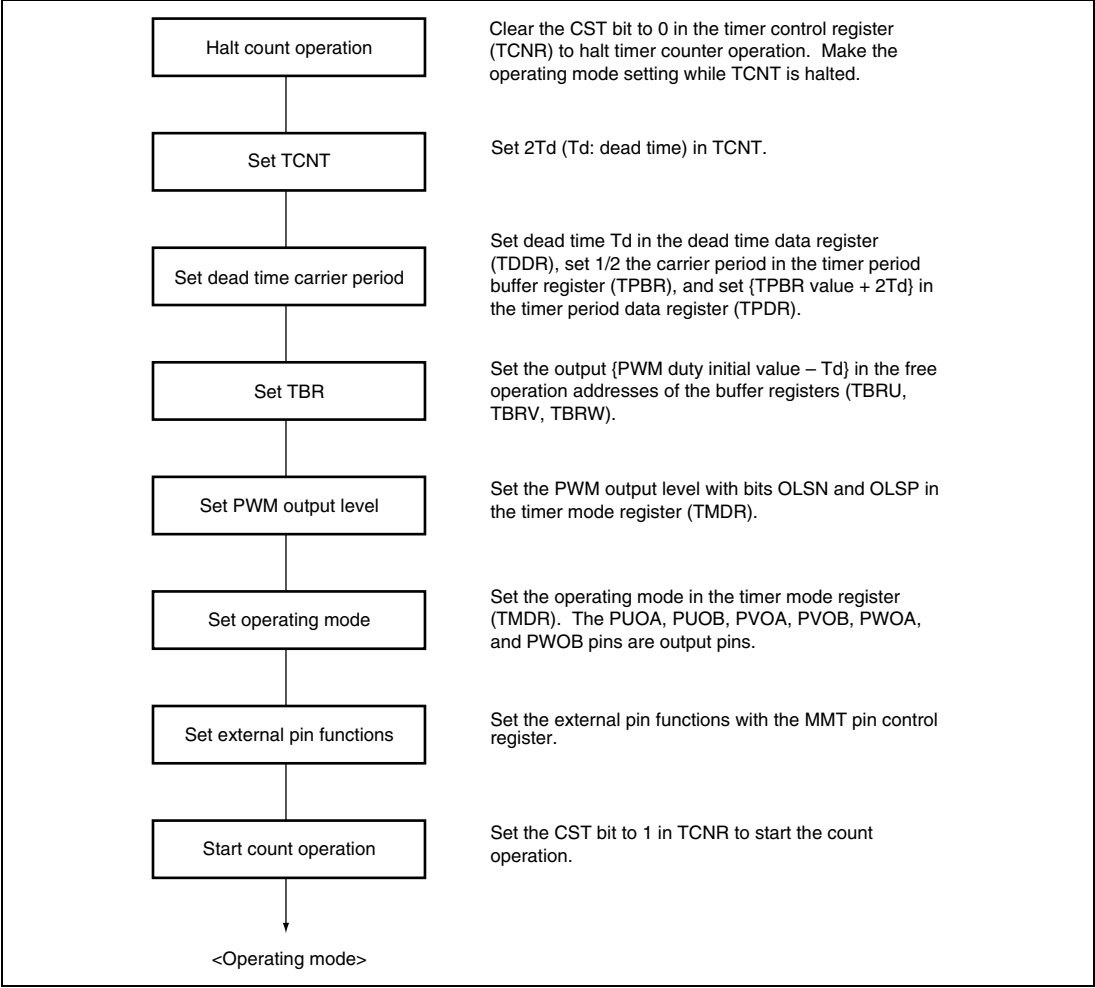 Halt count operation
Clear the CST bit to 0 in the timer control register
(TCNR) to halt timer counter operation.  Make the
operating mode setting while TCNT is halted.
Set TCNT
Set 2Td (Td: dead time) in TCNT.
Set dead time carrier period
Set dead time Td in the dead time data register
(TDDR), set 1/2 the carrier period in the timer period
buffer register (TPBR), and set {TPBR value + 2Td} in
the timer period data register (TPDR).
Set TBR
Set the output {PWM duty initial value – Td} in the free
operation addresses of the buffer registers (TBRU,
TBRV, TBRW).
Set PWM output level
Set the PWM output level with bits OLSN and OLSP in
the timer mode register (TMDR).
Set operating mode
Set the operating mode in the timer mode register
(TMDR).  The PUOA, PUOB, PVOA, PVOB, PWOA,
and PWOB pins are output pins.
Set external pin functions
Set the external pin functions with the MMT pin control
register.
Start count operation
Set the CST bit to 1 in TCNR to start the count
operation.
<Operating mode>